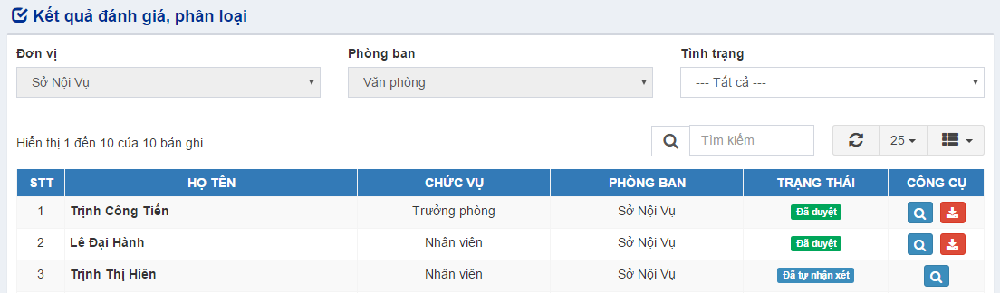 Kết quả đánh giá, phân loại
Đơn vị Phòng ban Tình trạng
Sở Nội Vụ Văn phòng --- Tất cả ---
Hiển thị 1 đến 10 của 10 bản ghi Tìm kiếm 25
STT HỌ TÊN CHỨC VỤ PHÒNG BAN TRẠNG THÁI CÔNG CỤ
1 Trịnh Công Tiến Trưởng phòng Sở Nội Vụ Đã duyệt
2 Lê Đại Hành Nhân viên Sở Nội Vụ Đã duyệt
3 Trịnh Thị Hiên Nhân viên Sở Nội Vụ Đã tự nhận xét